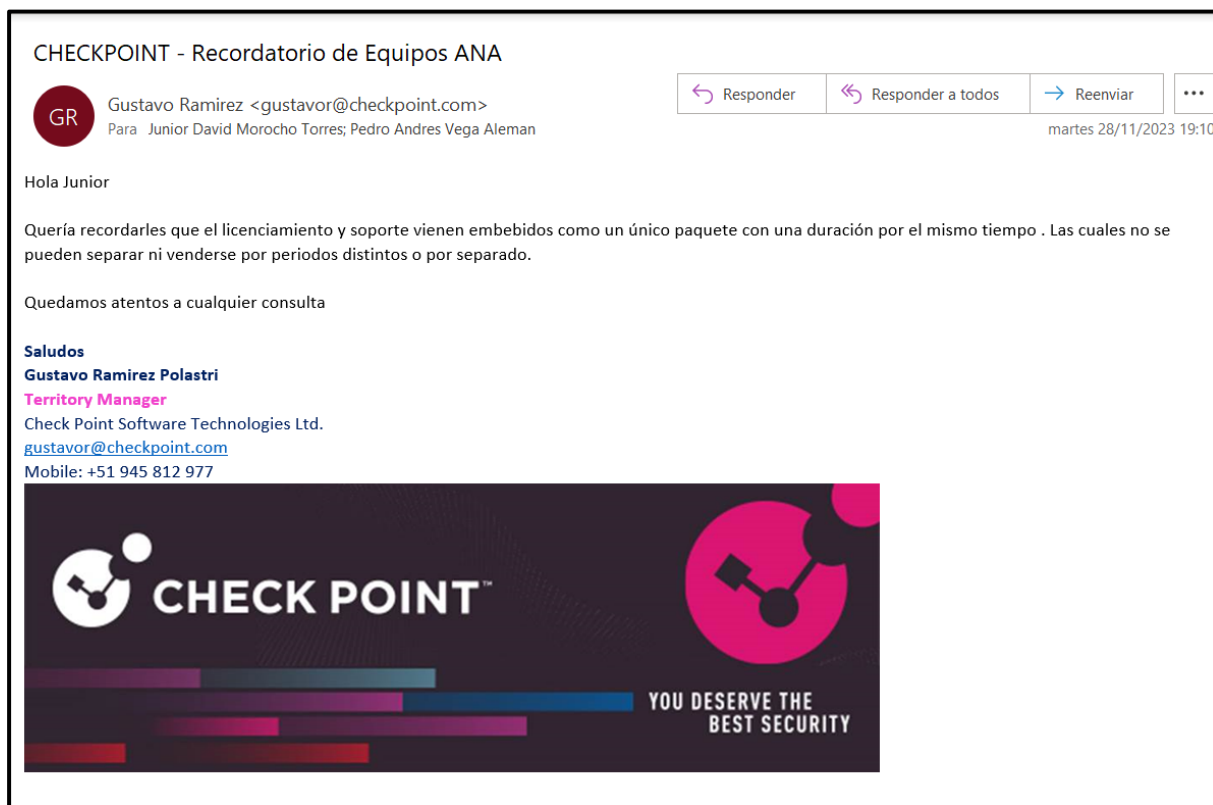 CHECKPOINT - Recordatorio de Equipos ANA
GR
Gustavo Ramirez <gustavor@checkpoint.com>
Para Junior David Morocho Torres; Pedro Andres Vega Aleman
Responder
Responder a todos
Reenviar
martes 28/11/2023 19:10
Hola Junior
Quería recordarles que el licenciamiento y soporte vienen embebidos como un único paquete con una duración por el mismo tiempo . Las cuales no se
pueden separar ni venderse por periodos distintos o por separado.
Quedamos atentos a cualquier consulta
Saludos
Gustavo Ramirez Polastri
Territory Manager
Check Point Software Technologies Ltd.
gustavor@checkpoint.com
Mobile: +51 945 812 977
CHECK POINT™
YOU DESERVE THE
BEST SECURITY